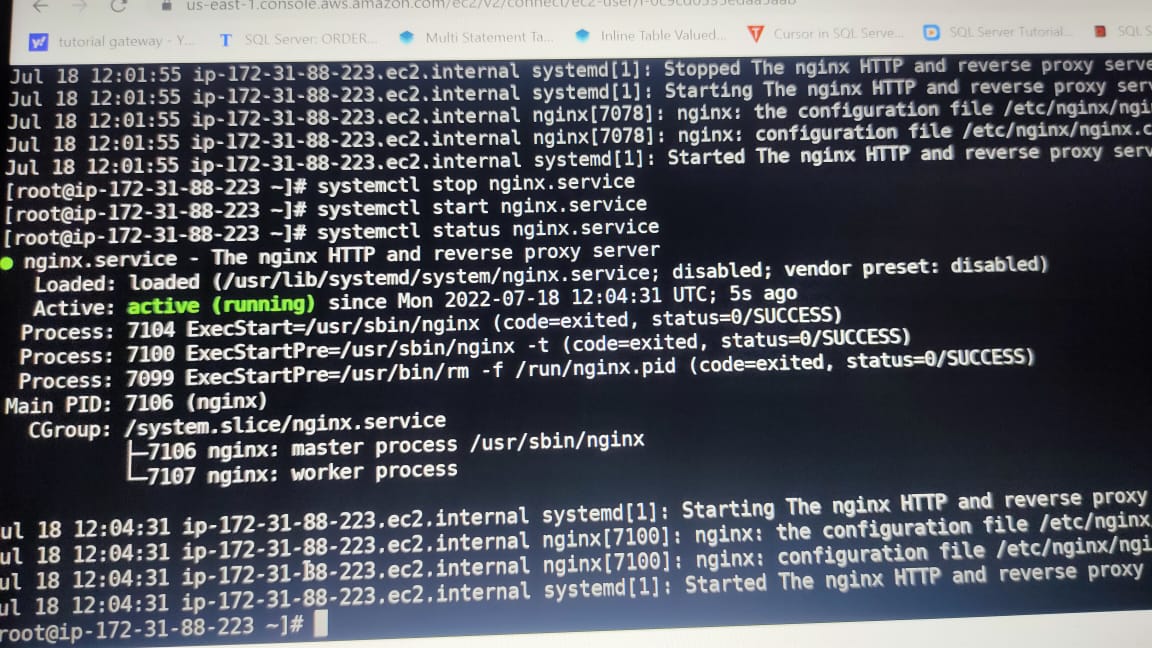 us-east-1.console.aws.amazon.com/ec2/v2/connect/ec2-user/
tutorial gateway - Y... SQL Server: ORDER... Multi Statement Ta... Inline Table Valued... Cursor in SQL Serve... SQL Server Tutorial... SQL S
Jul 18 12:01:55 ip-172-31-88-223.ec2.internal systemd[1]: Stopped The nginx HTTP and reverse proxy serve
Jul 18 12:01:55 ip-172-31-88-223.ec2.internal systemd[1]: Starting The nginx HTTP and reverse proxy ser
Jul 18 12:01:55 ip-172-31-88-223.ec2.internal nginx[7078]: nginx: the configuration file /etc/nginx/ngi
Jul 18 12:01:55 ip-172-31-88-223.ec2.internal nginx[7078]: nginx: configuration file /etc/nginx/nginx.c
Jul 18 12:01:55 ip-172-31-88-223.ec2.internal systemd[1]: Started The nginx HTTP and reverse proxy serv
[root@ip-172-31-88-223 ~]# systemctl stop nginx.service
[root@ip-172-31-88-223 ~]# systemctl start nginx.service
[root@ip-172-31-88-223 ~]# systemctl status nginx.service
● nginx.service - The nginx HTTP and reverse proxy server
Loaded: loaded (/usr/lib/systemd/system/nginx.service; disabled; vendor preset: disabled)
Active: active (running) since Mon 2022-07-18 12:04:31 UTC; 5s ago
Process: 7104 ExecStart=/usr/sbin/nginx (code=exited, status=0/SUCCESS)
Process: 7100 ExecStartPre=/usr/sbin/nginx -t (code=exited, status=0/SUCCESS)
Process: 7099 ExecStartPre=/usr/bin/rm -f /run/nginx.pid (code=exited, status=0/SUCCESS)
Main PID: 7106 (nginx)
CGroup: /system.slice/nginx.service
├─7106 nginx: master process /usr/sbin/nginx
└─7107 nginx: worker process
ul 18 12:04:31 ip-172-31-88-223.ec2.internal systemd[1]: Starting The nginx HTTP and reverse proxy
ul 18 12:04:31 ip-172-31-88-223.ec2.internal nginx[7100]: nginx: the configuration file /etc/nginx
ul 18 12:04:31 ip-172-31-88-223.ec2.internal nginx[7100]: nginx: configuration file /etc/nginx/ngi
ul 18 12:04:31 ip-172-31-88-223.ec2.internal systemd[1]: Started The nginx HTTP and reverse proxy
root@ip-172-31-88-223 ~]#